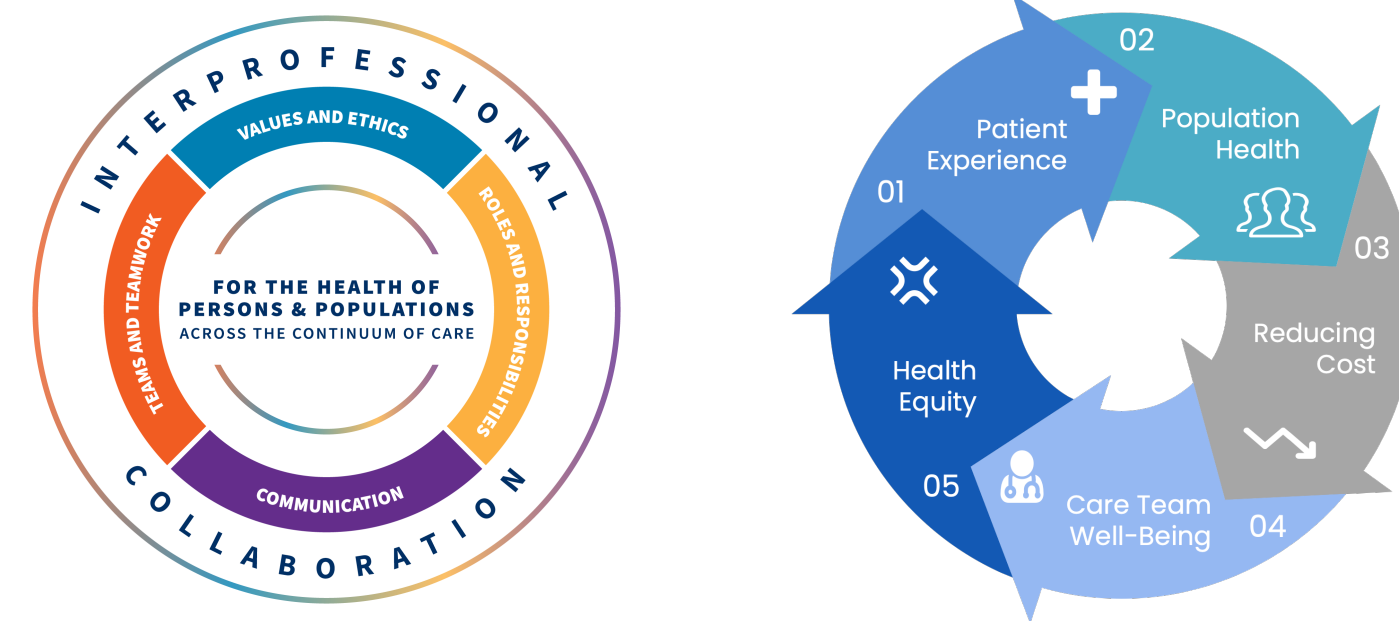 INTERPROFESSIONAL
VALUES AND ETHICS
ROLES AND RESPONSIBILITIES
TEAMS AND TEAMWORK
FOR THE HEALTH OF
PERSONS & POPULATIONS
ACROSS THE CONTINUUM OF CARE
COMMUNICATION
COLLABORATION
01
Patient
Experience
02
Population
Health
03
Reducing
Cost
04
Care Team
Well-Being
05
Health
Equity